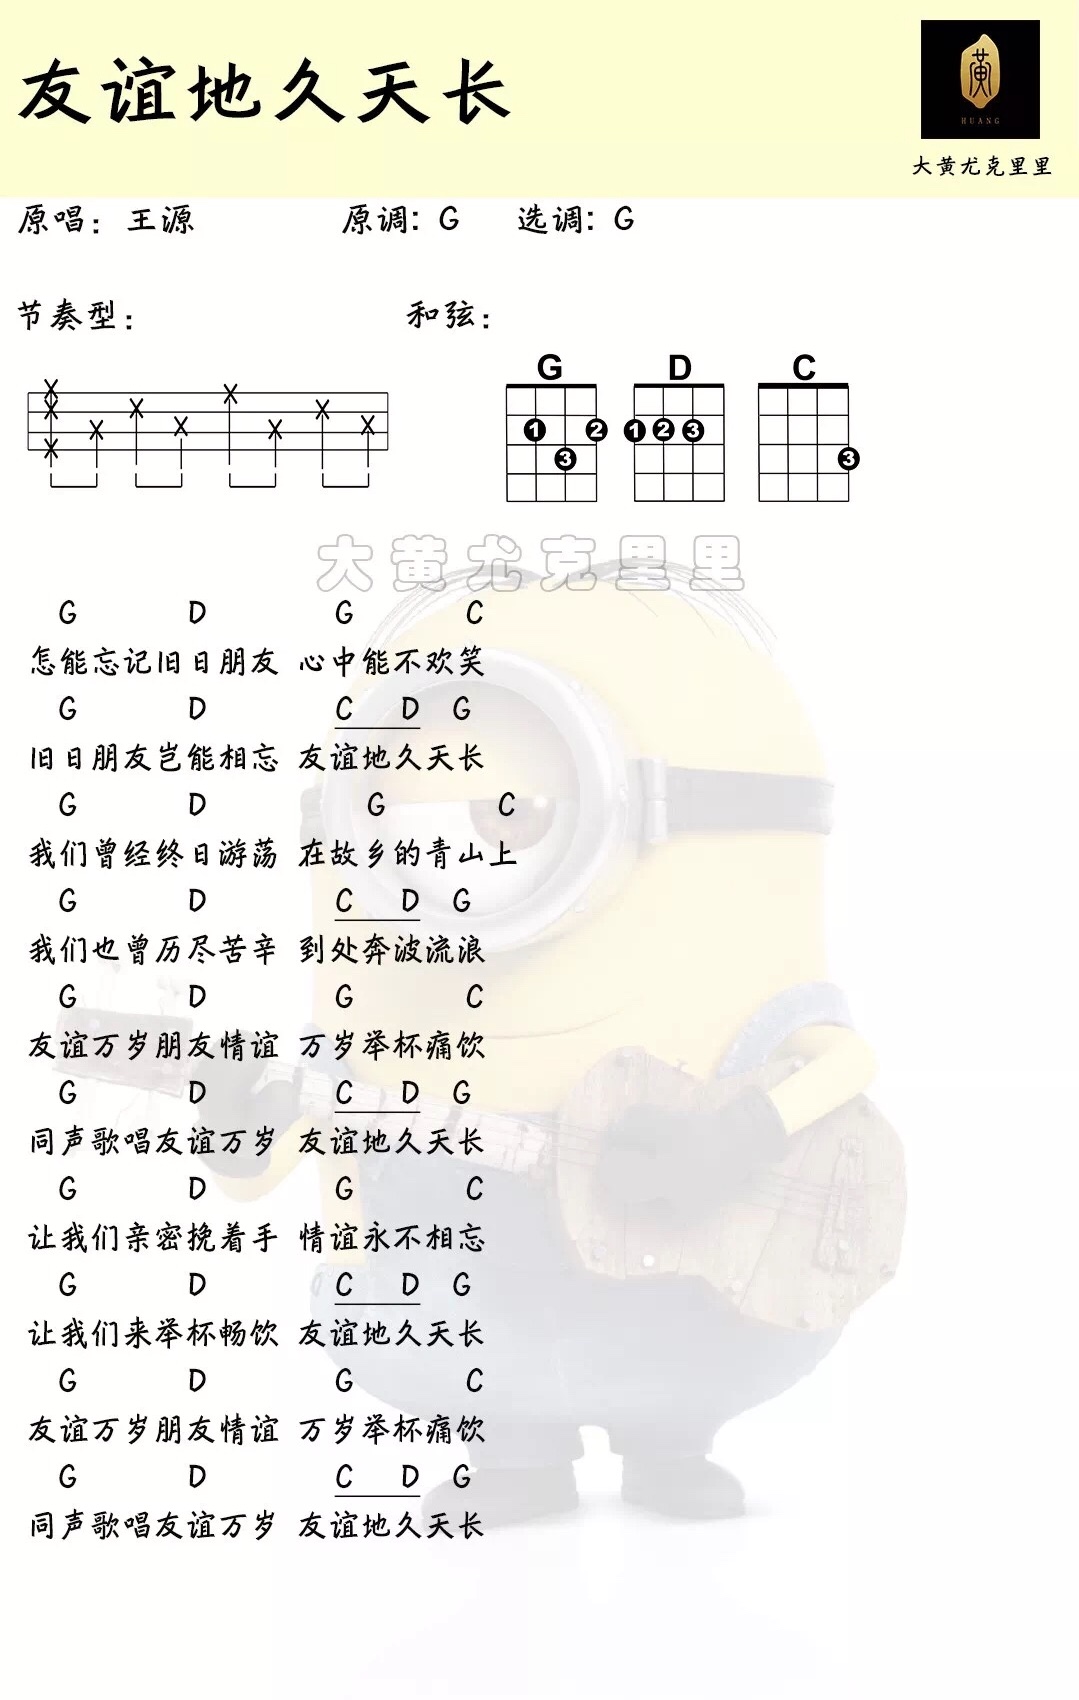 友谊地久天长
黄
HUANG
大黄尤克里里
原唱：王源 原调：G 选调：G
节奏型： 和弦：
G D C
1 2 3 1 2 3 3
大黄尤克里里
G D G C
怎能忘记旧日朋友 心中能不欢笑
G D C D G
旧日朋友岂能相忘 友谊地久天长
G D G C
我们曾经终日游荡 在故乡的青山上
G D C D G
我们也曾历尽苦辛 到处奔波流浪
G D G C
友谊万岁朋友情谊 万岁举杯痛饮
G D C D G
同声歌唱友谊万岁 友谊地久天长
G D G C
让我们亲密挽着手 情谊永不相忘
G D C D G
让我们来举杯畅饮 友谊地久天长
G D G C
友谊万岁朋友情谊 万岁举杯痛饮
G D C D G
同声歌唱友谊万岁 友谊地久天长